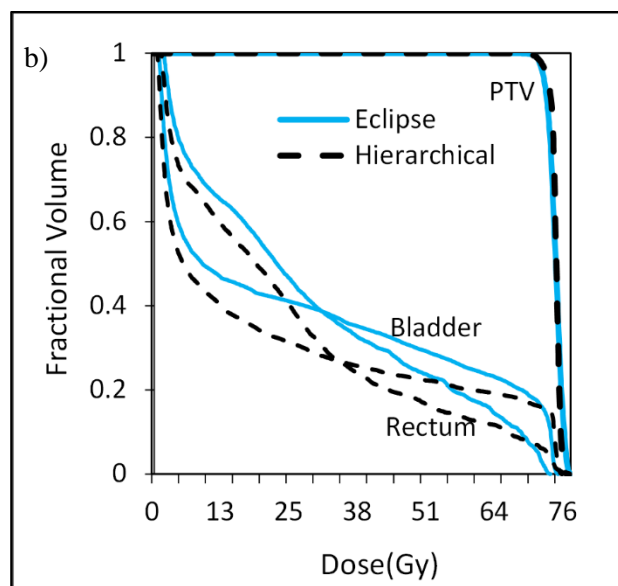 b)
1
0.8
0.6
0.4
0.2
0
Fractional Volume
PTV
Eclipse
Hierarchical
Bladder
Rectum
0 13 25 38 51 64 76
Dose(Gy)